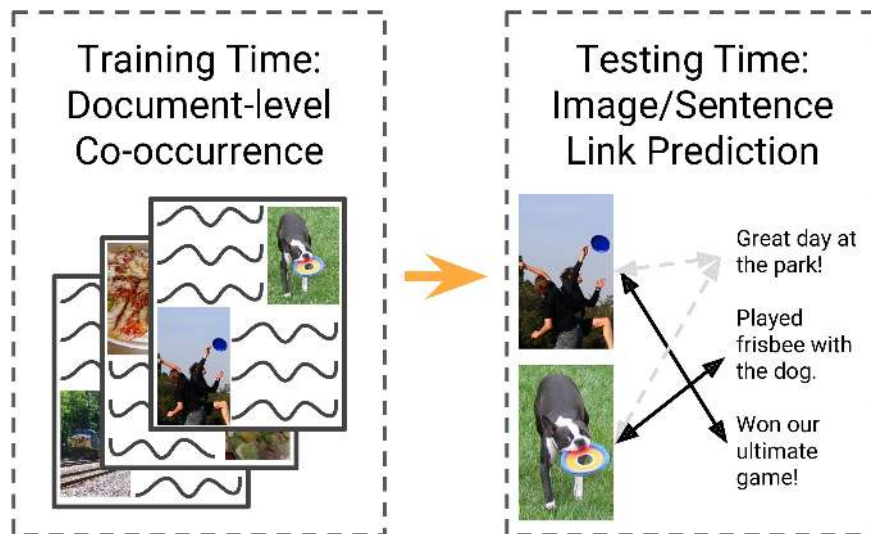 Training Time:
Document-level
Co-occurrence
Testing Time:
Image/Sentence
Link Prediction
Great day at
the park!
Played
frisbee with
the dog.
Won our
ultimate
game!